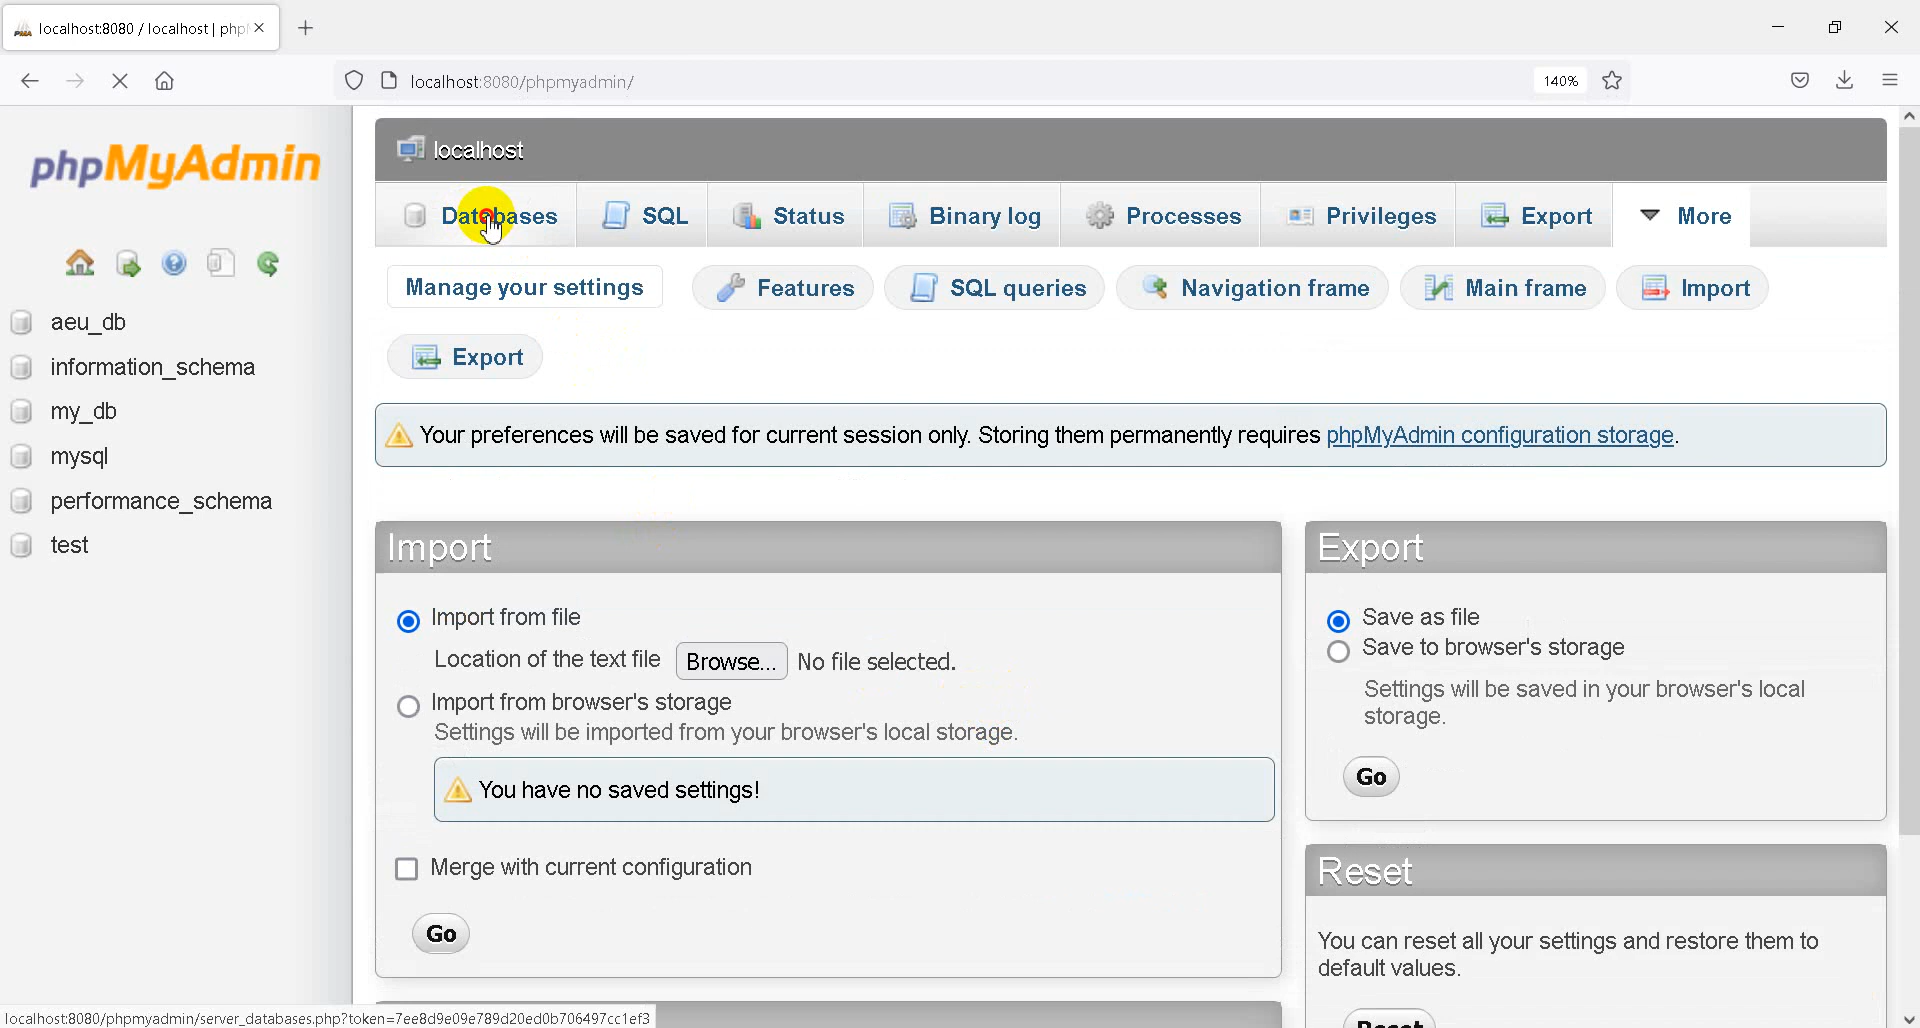 localhost:8080 / localhost | php
localhost:8080/phpmyadmin/
140%
phpMyAdmin
localhost
Databases
SQL
Status
Binary log
Processes
Privileges
Export
More
Manage your settings
Features
SQL queries
Navigation frame
Main frame
Import
Export
aeu_db
information_schema
my_db
mysql
performance_schema
test
Your preferences will be saved for current session only. Storing them permanently requires phpMyAdmin configuration storage.
Import
Import from file
Location of the text file Browse... No file selected.
Import from browser's storage
Settings will be imported from your browser's local storage.
You have no saved settings!
Merge with current configuration
Go
Export
Save as file
Save to browser's storage
Settings will be saved in your browser's local
storage.
Go
Reset
You can reset all your settings and restore them to
default values.
Reset
localhost:8080/phpmyadmin/server_databases.php?token=7ee8d9e09e789d20ed0b706497cc1ef3